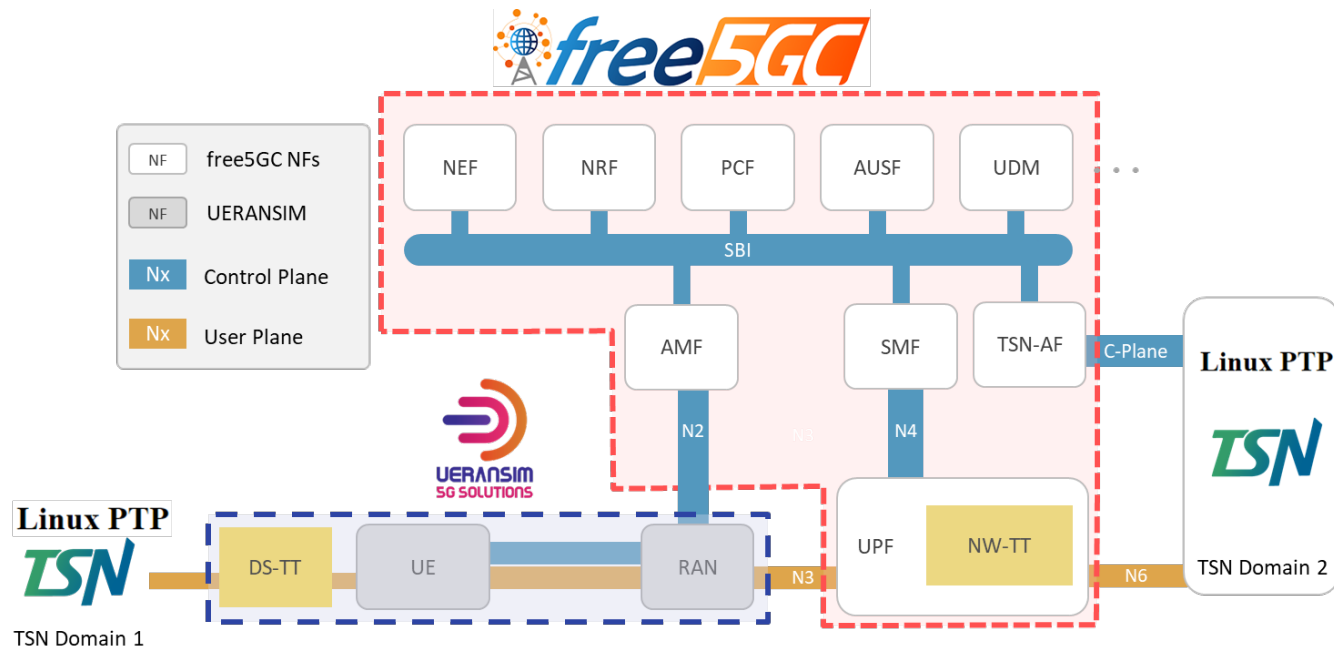 free5GC
NF
free5GC NFs
NF
UERANSIM
Nx
Control Plane
Nx
User Plane
NEF
NRF
PCF
AUSF
UDM
...
SBI
AMF
SMF
TSN-AF
C-Plane
Linux PTP
TSN
TSN Domain 2
N2
N3
N4
UERANSIM
5G SOLUTIONS
Linux PTP
TSN
TSN Domain 1
DS-TT
UE
RAN
N3
UPF
NW-TT
N6